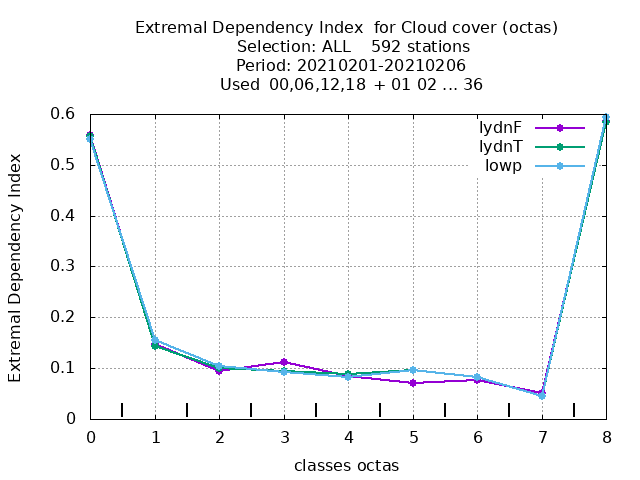 Extremal Dependency Index  for Cloud cover (octas)
Selection: ALL    592 stations
Period: 20210201-20210206
Used  00,06,12,18  + 01 02 ... 36
0.6
0.5
0.4
0.3
0.2
0.1
0
Extremal Dependency Index
lydnF
lydnT
lowp
0 1 2 3 4 5 6 7 8
classes octas